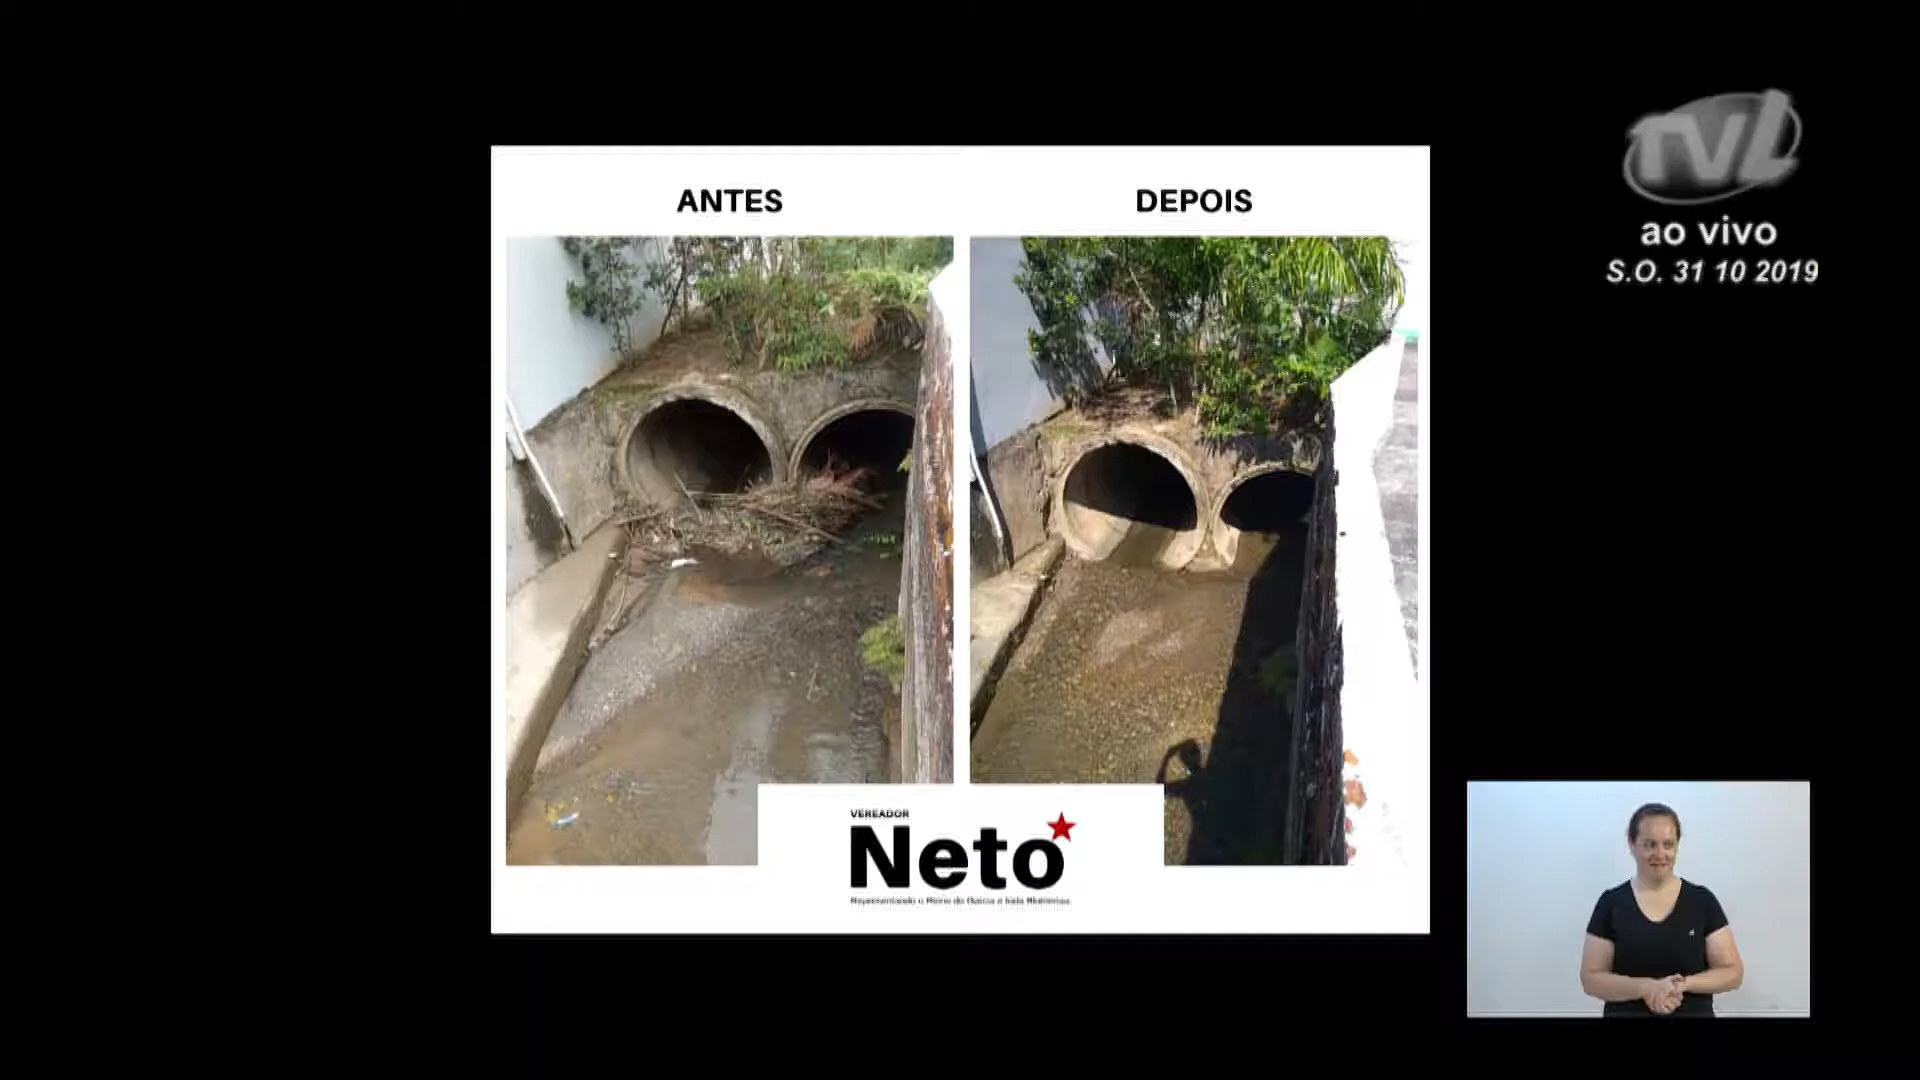 ANTES
DEPOIS
TVL
ao vivo
S.O. 31 10 2019
VEREADOR
Neto